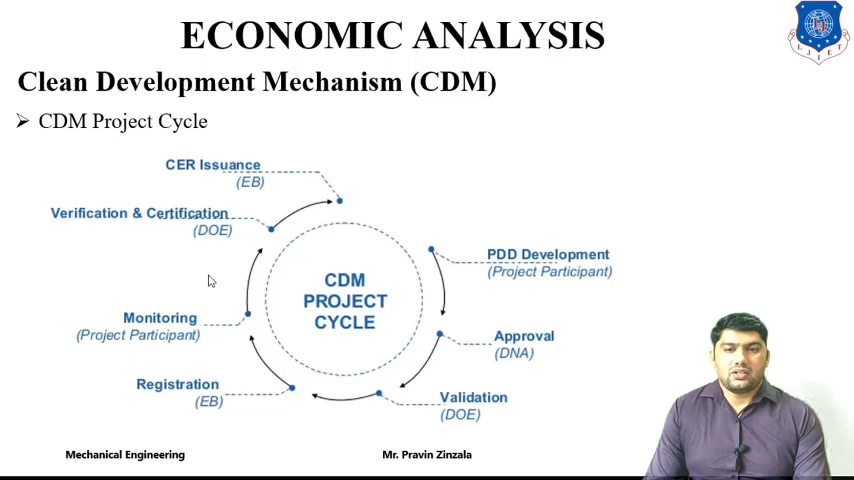 ECONOMIC ANALYSIS
LJIET
Clean Development Mechanism (CDM)
➢ CDM Project Cycle
CER Issuance
(EB)
Verification & Certification
(DOE)
PDD Development
(Project Participant)
CDM
PROJECT
CYCLE
Monitoring
(Project Participant)
Approval
(DNA)
Registration
(EB)
Validation
(DOE)
Mechanical Engineering
Mr. Pravin Zinzala